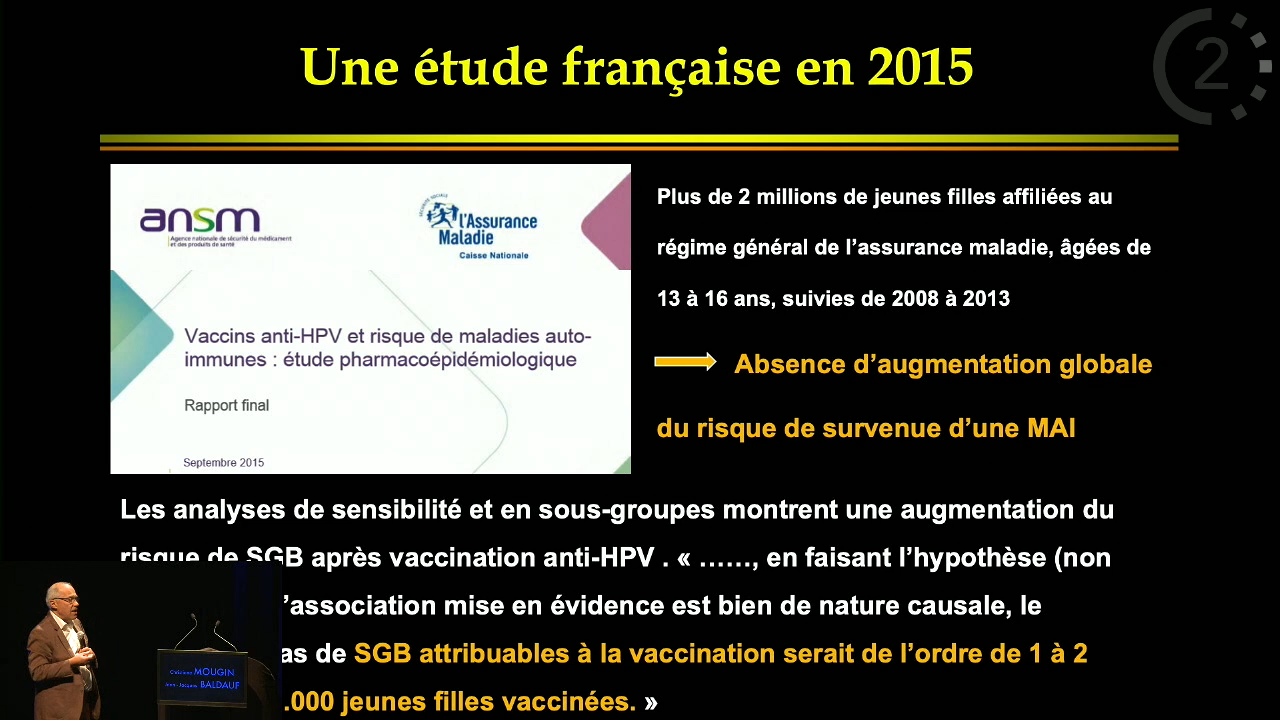 Une étude française en 2015
2
ansm
Agence nationale de sécurité du médicament
et des produits de santé
SÉCURITÉ SOCIALE
l'Assurance
Maladie
Caisse Nationale
Vaccins anti-HPV et risque de maladies auto-
immunes : étude pharmacoépidémiologique
Rapport final
Septembre 2015
Plus de 2 millions de jeunes filles affiliées au
régime général de l'assurance maladie, âgées de
13 à 16 ans, suivies de 2008 à 2013
Absence d'augmentation globale
du risque de survenue d'une MAI
Les analyses de sensibilité et en sous-groupes montrent une augmentation du
risque de SGB après vaccination anti-HPV . « ……, en faisant l'hypothèse (non
l'association mise en évidence est bien de nature causale, le
as de SGB attribuables à la vaccination serait de l'ordre de 1 à 2
.000 jeunes filles vaccinées. »
MOUGIN
BALDAUF